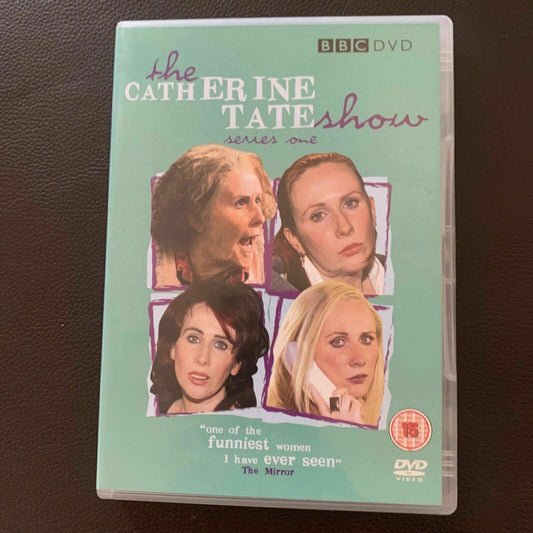 BBC DVD
the
CATHERINE
TATE show
series one
"one of the
funniest women
I have ever seen"
The Mirror
15
DVD
VIDEO